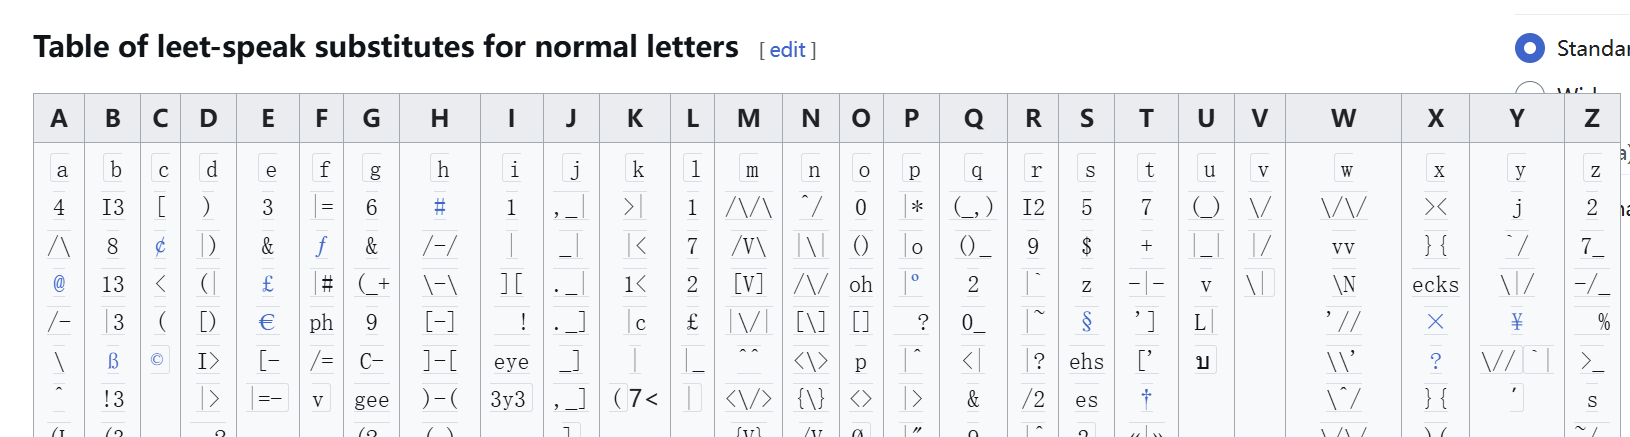 Table of leet-speak substitutes for normal letters [ edit ]
Standar
A B C D E F G H I J K L M N O P Q R S T U V W X Y Z
a b c d e f g h i j k l m n o p q r s t u v w x y z
4 I3 [ ) 3 |= 6 # 1 ,_| >| 1 /\/\ ^/ 0 |* (_,) I2 5 7 (_) \/ \/\/ >< j 2
/\ 8 ¢ |) & ƒ & /-/ | _| |< 7 /V\ |\| () |o ()_ 9 $ + |_| |/ vv }{ `/ 7_
@ 13 < (| £ |# (_+ \-\ ][ ._| 1< 2 [V] /\/ oh |º 2 |` z -|- v \| \N ecks \|/ -/_
/- |3 ( [) € ph 9 [-] ! ._] |c £ |\/| [\] [] ? 0_ |~ § '] L| '// × ¥ %
\ ß © I> [- /= C- ]-[ eye _] | |_ ^^ <\> p |^ <| |? ehs [' บ \\' ? \// `| >_
^ !3 |> |=- v gee )-( 3y3 ,_] (7< | <\/> {\} <> |> & /2 es † \^/ }{ ′ s